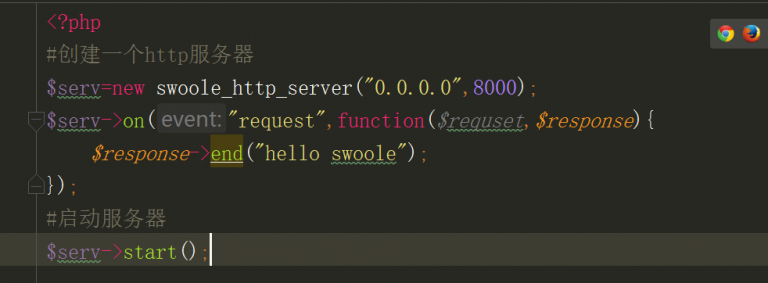 <?php
#创建一个http服务器
$serv=new swoole_http_server("0.0.0.0",8000);
$serv->on( event: "request",function($requset,$response){
$response->end("hello swoole");
});
#启动服务器
$serv->start();